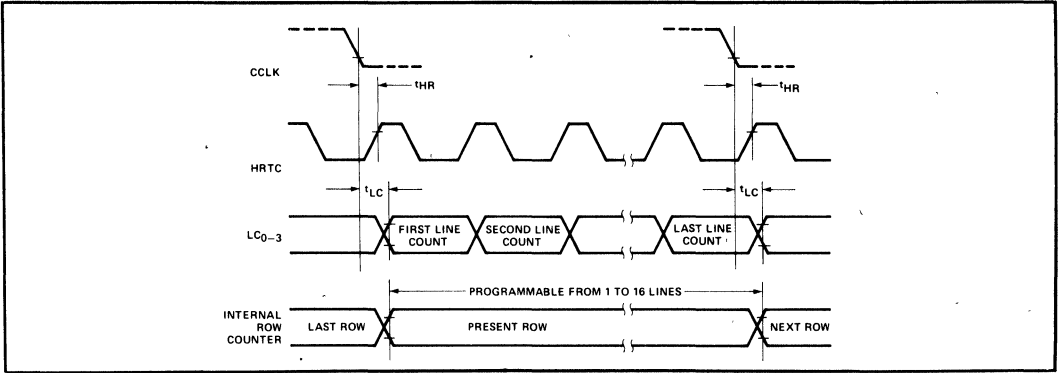 CCLK
tHR
tHR
HRTC
tLC
tLC
LC0–3
FIRST LINE
COUNT
SECOND LINE
COUNT
LAST LINE
COUNT
PROGRAMMABLE FROM 1 TO 16 LINES
INTERNAL
ROW
COUNTER
LAST ROW
PRESENT ROW
NEXT ROW